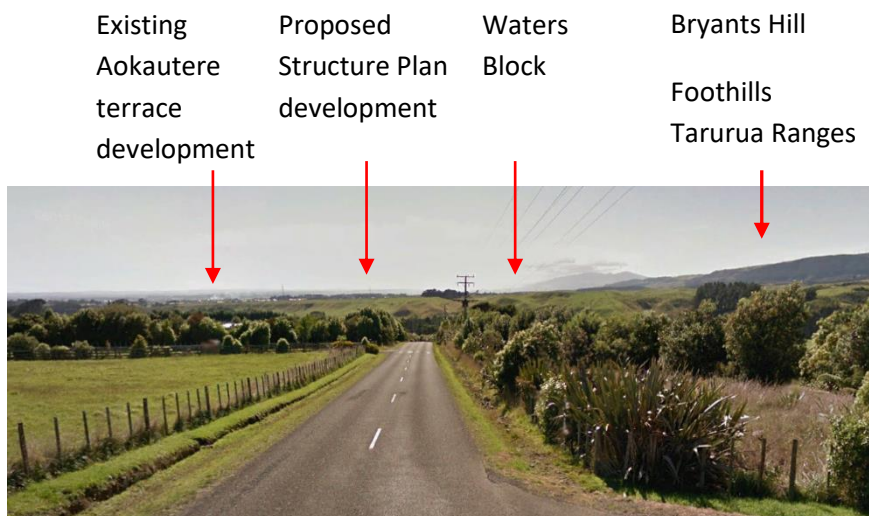 Existing
Aokautere
terrace
development
Proposed
Structure Plan
development
Waters
Block
Bryants Hill
Foothills
Tarurua Ranges